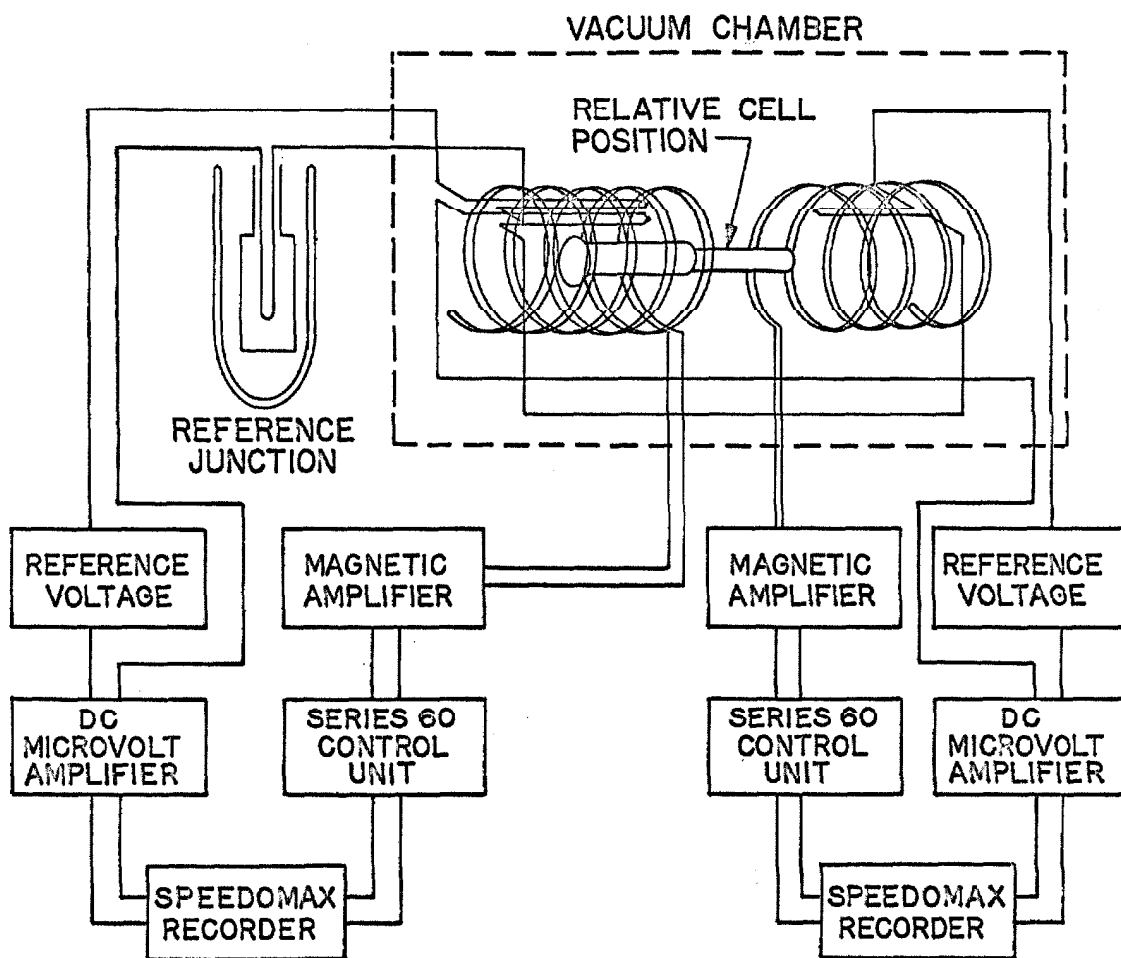 VACUUM CHAMBER
RELATIVE CELL
POSITION
REFERENCE
JUNCTION
REFERENCE
VOLTAGE
MAGNETIC
AMPLIFIER
MAGNETIC
AMPLIFIER
REFERENCE
VOLTAGE
DC
MICROVOLT
AMPLIFIER
SERIES 60
CONTROL
UNIT
SERIES 60
CONTROL
UNIT
DC
MICROVOLT
AMPLIFIER
SPEEDOMAX
RECORDER
SPEEDOMAX
RECORDER